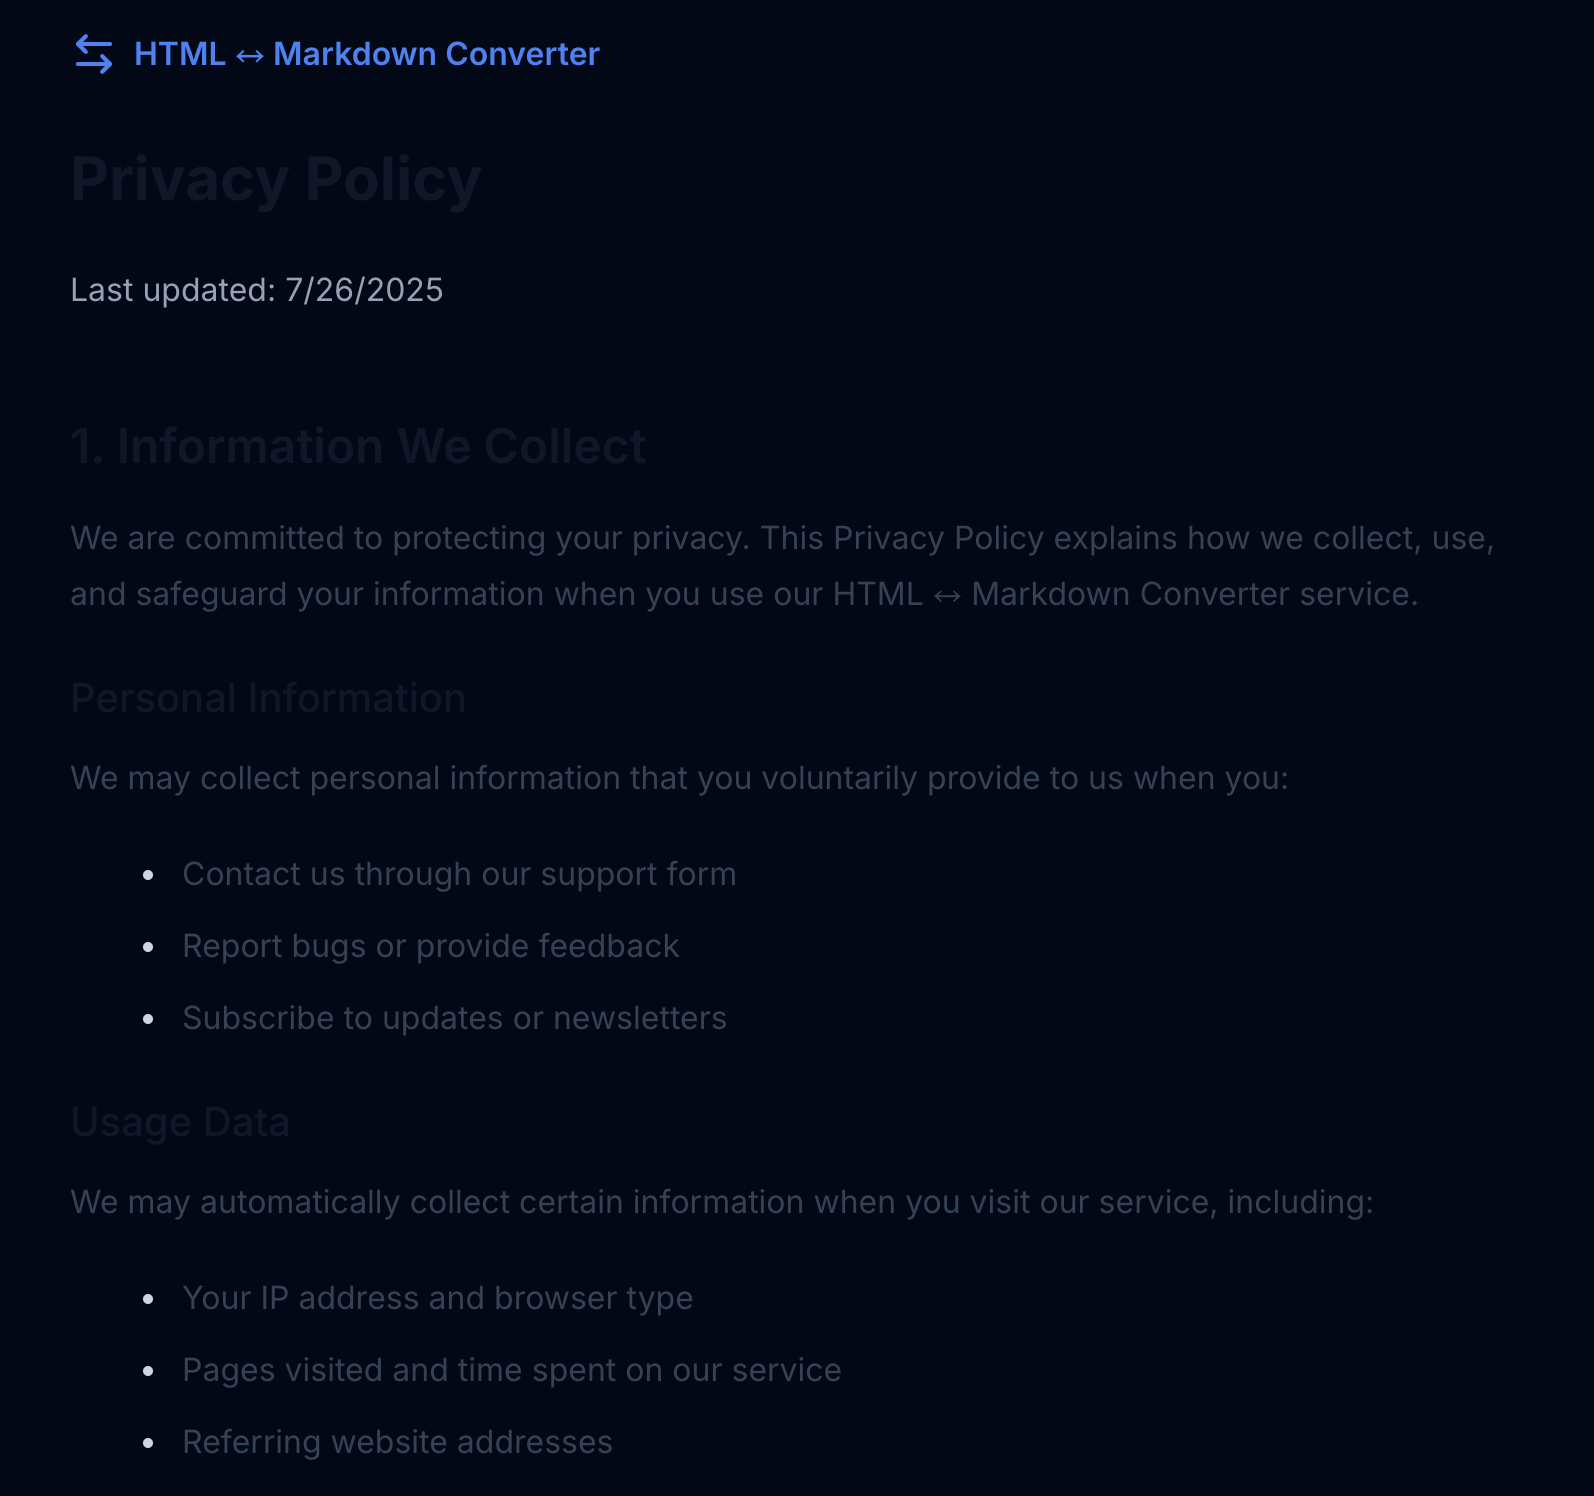 HTML ↔ Markdown Converter
Privacy Policy
Last updated: 7/26/2025
1. Information We Collect
We are committed to protecting your privacy. This Privacy Policy explains how we collect, use,
and safeguard your information when you use our HTML ↔ Markdown Converter service.
Personal Information
We may collect personal information that you voluntarily provide to us when you:
• Contact us through our support form
• Report bugs or provide feedback
• Subscribe to updates or newsletters
Usage Data
We may automatically collect certain information when you visit our service, including:
• Your IP address and browser type
• Pages visited and time spent on our service
• Referring website addresses